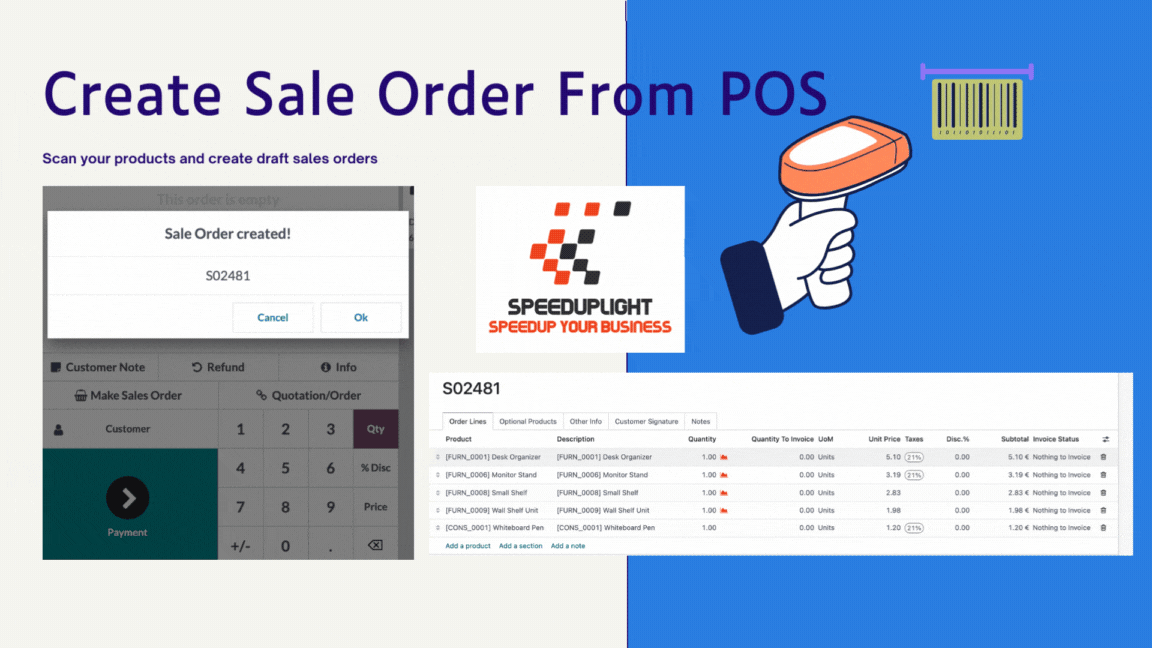 Create Sale Order From POS
Scan your products and create draft sales orders
This order is empty
Sale Order created!
S02481
Cancel Ok
Customer Note Refund Info
Make Sales Order Quotation/Order
Customer 1 2 3 Qty
4 5 6 % Disc
7 8 9 Price
Payment
+/- 0 .
SPEEDUPLIGHT
SPEEDUP YOUR BUSINESS
S02481
Order Lines Optional Products Other Info Customer Signature Notes
Product Description Quantity Quantity To Invoice UoM Unit Price Taxes Disc.% Subtotal Invoice Status
[FURN_0001] Desk Organizer [FURN_0001] Desk Organizer 1.00 0.00 Units 5.10 21% 0.00 5.10 € Nothing to Invoice
[FURN_0006] Monitor Stand [FURN_0006] Monitor Stand 1.00 0.00 Units 3.19 21% 0.00 3.19 € Nothing to Invoice
[FURN_0008] Small Shelf [FURN_0008] Small Shelf 1.00 0.00 Units 2.83 0.00 2.83 € Nothing to Invoice
[FURN_0009] Wall Shelf Unit [FURN_0009] Wall Shelf Unit 1.00 0.00 Units 1.98 0.00 1.98 € Nothing to Invoice
[CONS_0001] Whiteboard Pen [CONS_0001] Whiteboard Pen 1.00 0.00 Units 1.20 21% 0.00 1.20 € Nothing to Invoice
Add a product Add a section Add a note